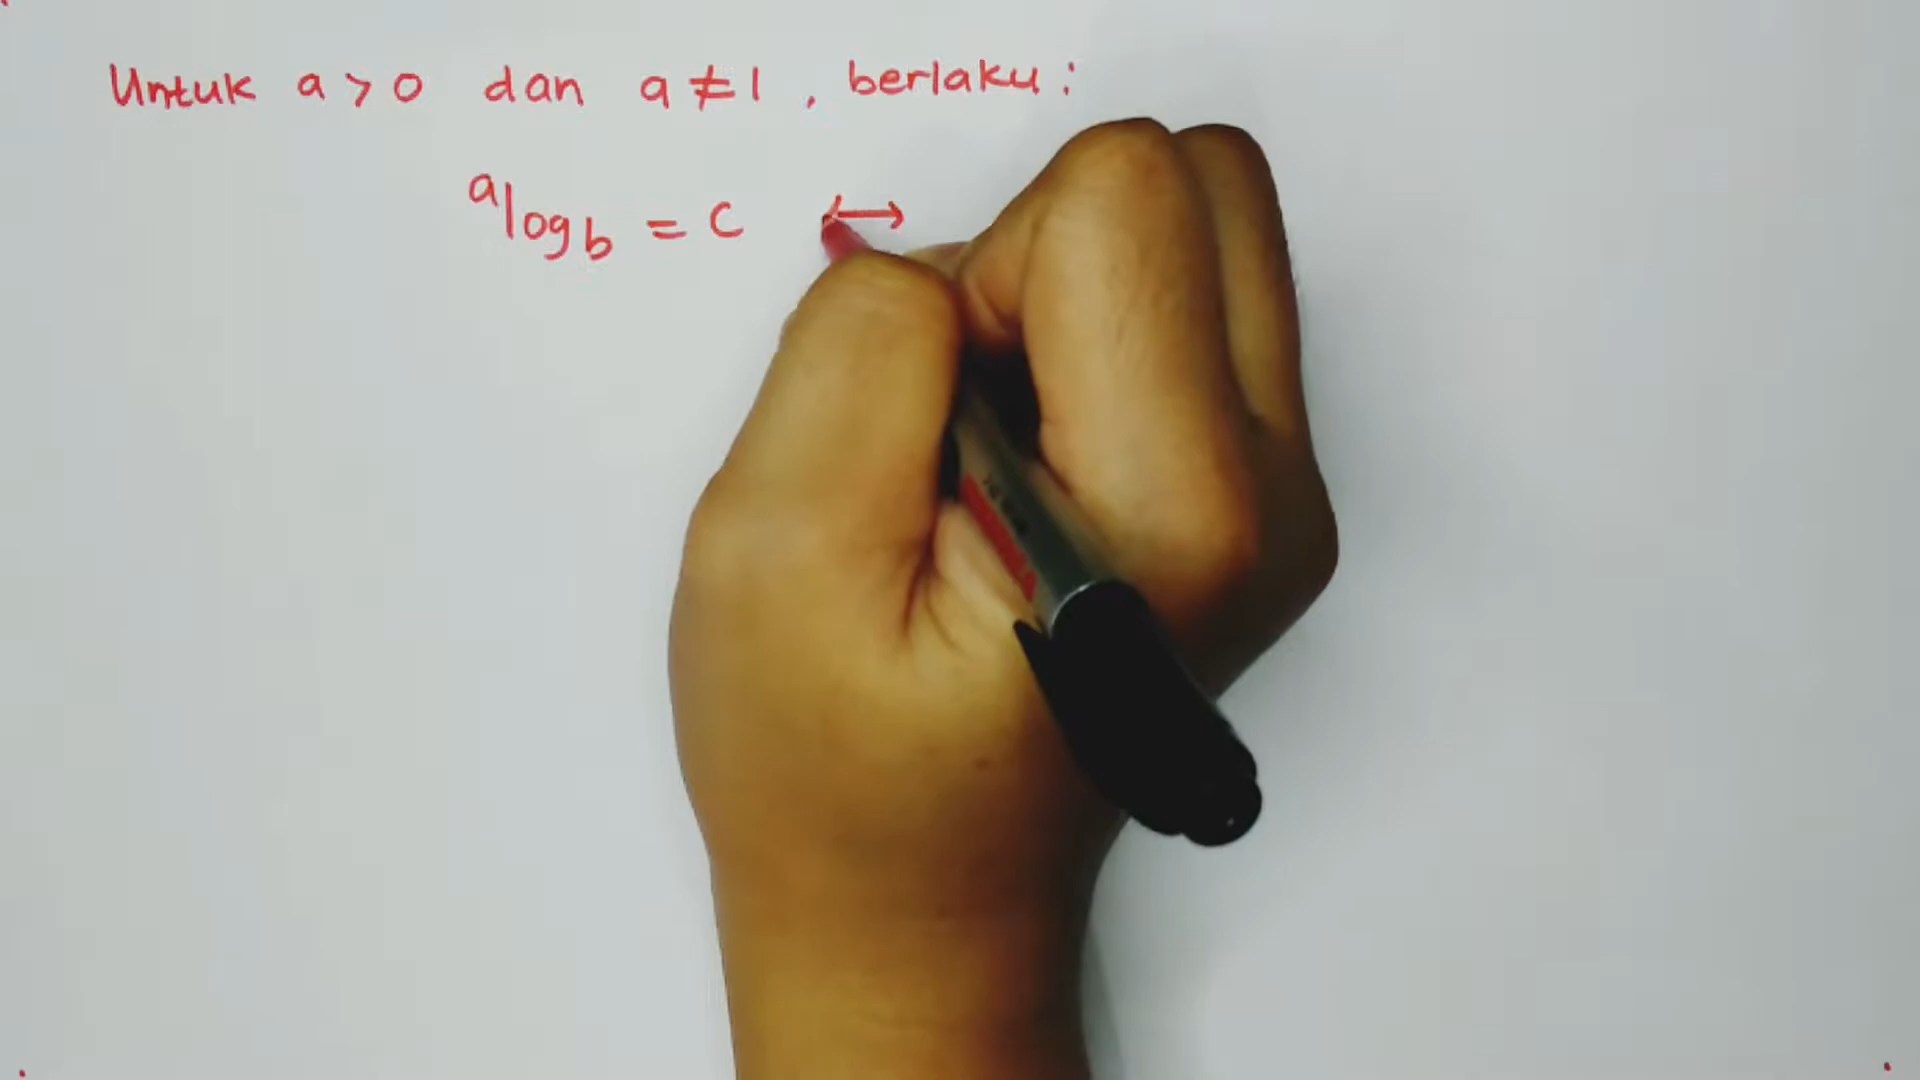 Untuk a > 0 dan a ≠ 1 , berlaku :
ᵃlog b = c ↔